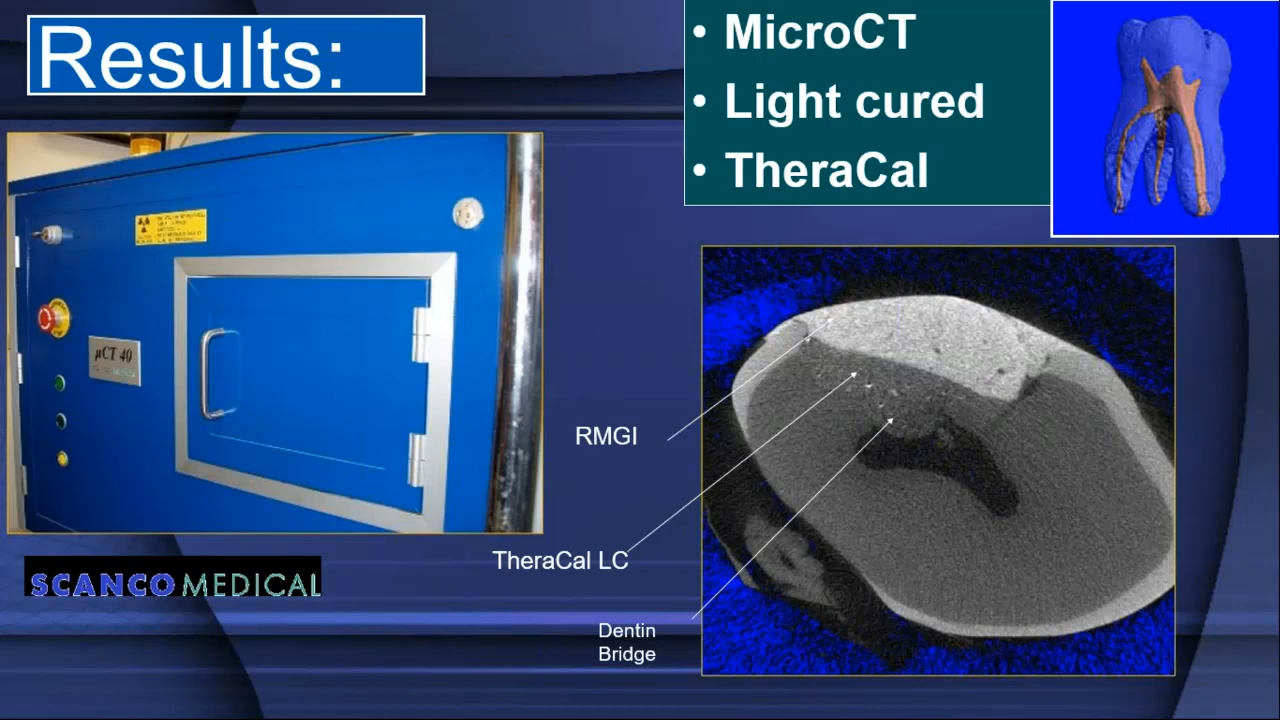 Results:
• MicroCT
• Light cured
• TheraCal
µCT 40
RMGI
TheraCal LC
Dentin
Bridge
SCANCO MEDICAL